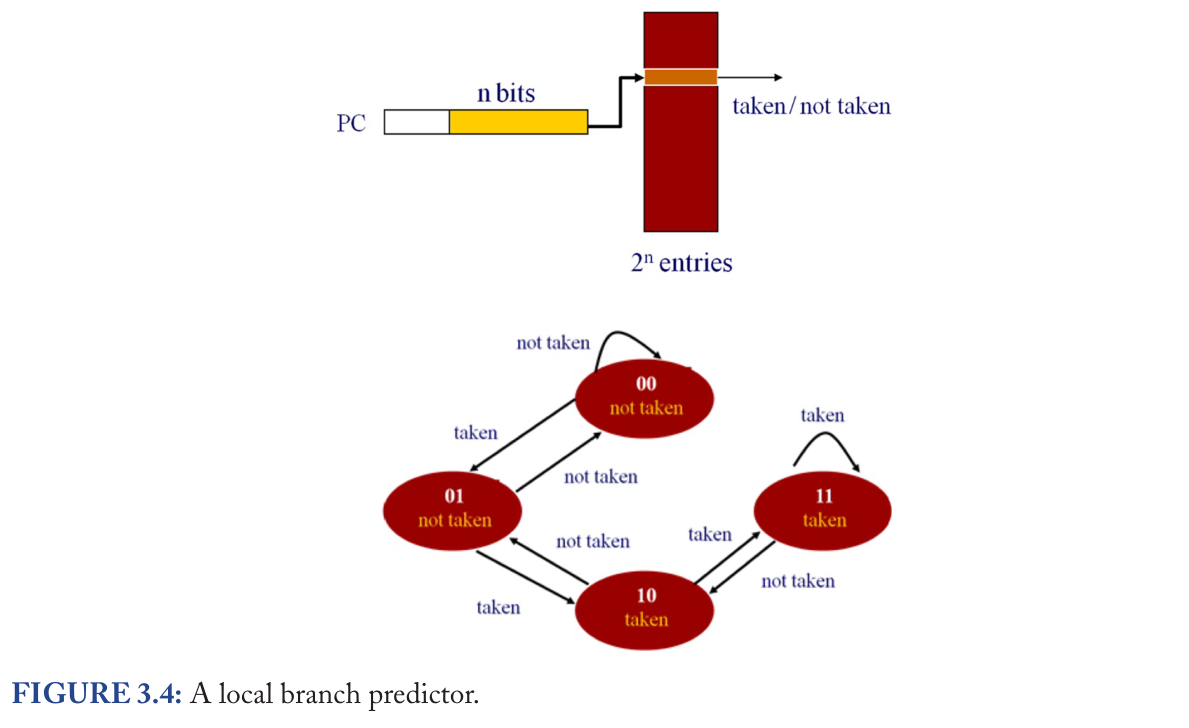 n bits
PC
taken/not taken
2ⁿ entries
not taken
00
not taken
taken
taken
not taken
01
not taken
11
taken
not taken
taken
taken
not taken
10
taken
FIGURE 3.4: A local branch predictor.